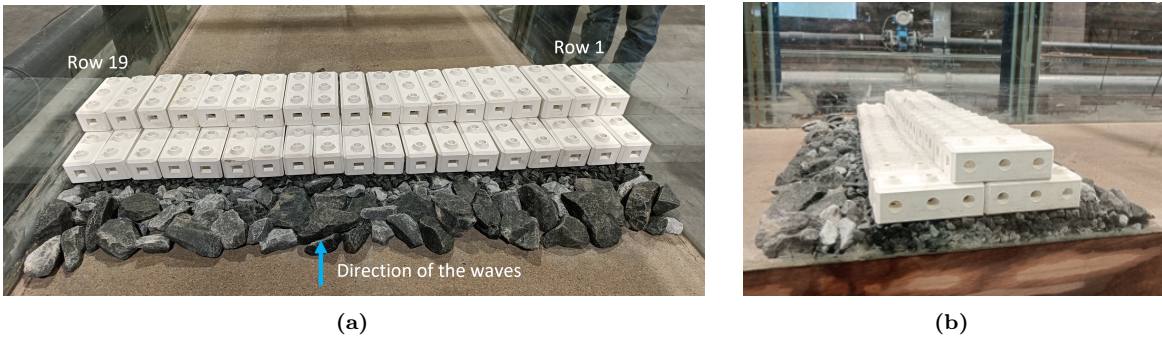 Row 19
Row 1
Direction of the waves
(a)
(b)